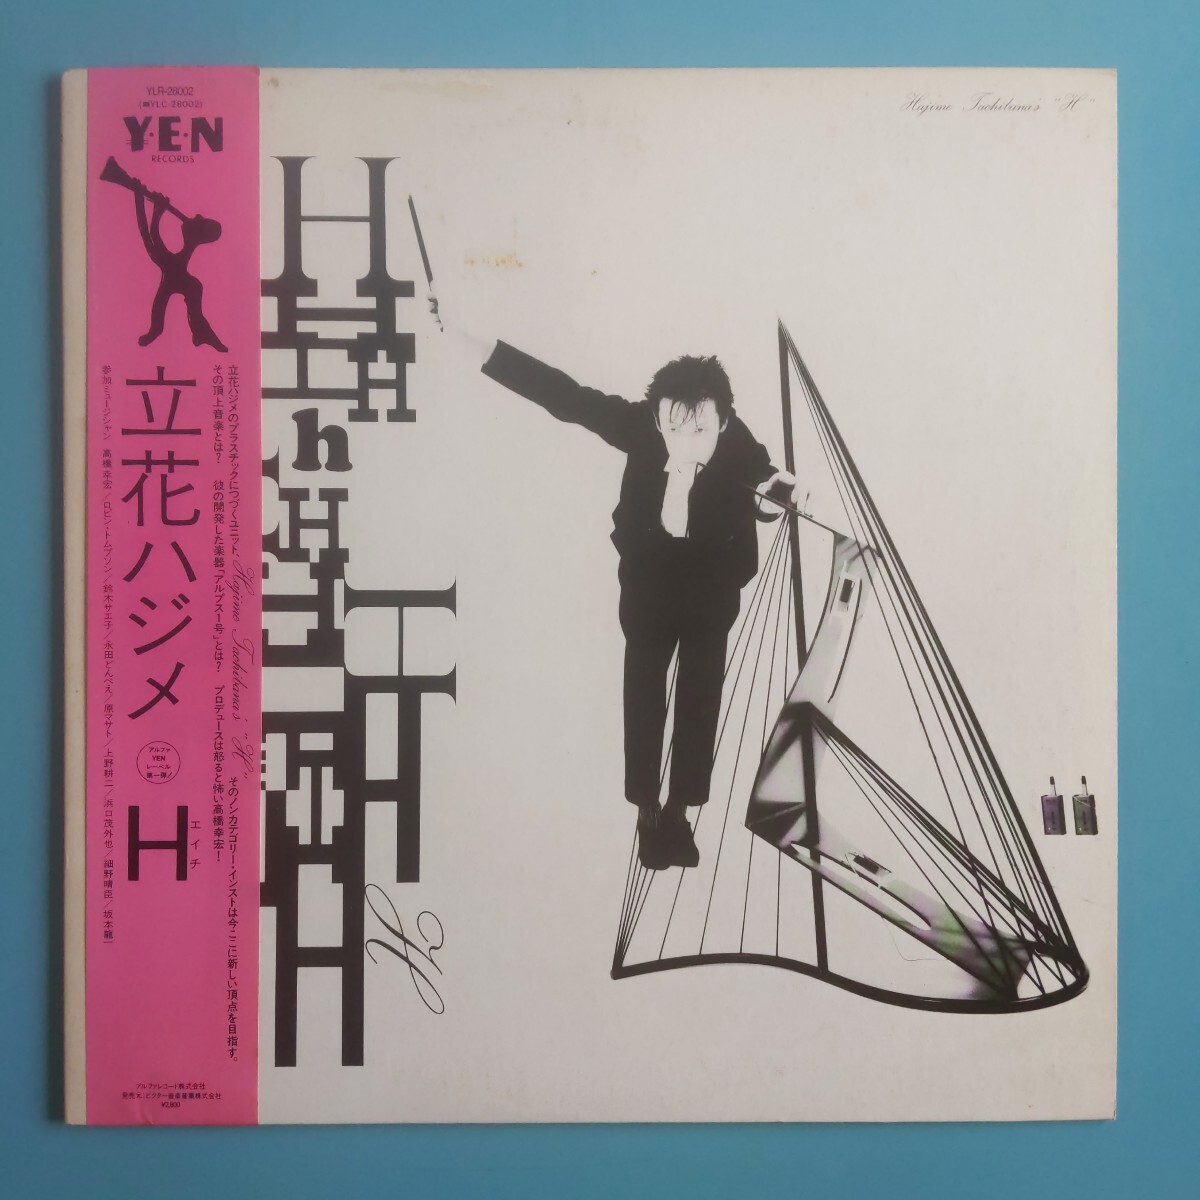 YLR-28002
(■YLC-28002)
Y·E·N
RECORDS
立花ハジメ
アルファ
YEN
レーベル
第一弾!
H
エイチ
立花ハジメのプラスチックにつづくユニット、Hajime Tachibana's "H" そのノンカテゴリー・インストは今ここに新しい頂点を目指す。
その頂上音楽とは? 彼の開発した楽器「アルプス1号」とは? プロデュースは怒ると怖い高橋幸宏!
参加ミュージシャン 高橋幸宏/ロビン・トムプソン/鈴木サエ子/永田どんべえ/原マサト/上野耕二/浜口茂外也/細野晴臣/坂本龍一
アルファレコード株式会社
発売元:ビクター音楽産業株式会社
¥2,800
Hajime Tachibana's "H"
H
H
H
H
h
H
H
H
H
H
H
H
H